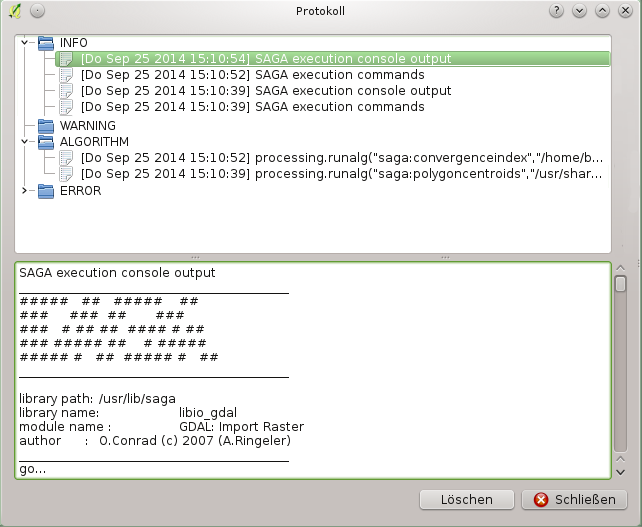 Protokoll
INFO
[Do Sep 25 2014 15:10:54] SAGA execution console output
[Do Sep 25 2014 15:10:52] SAGA execution commands
[Do Sep 25 2014 15:10:39] SAGA execution console output
[Do Sep 25 2014 15:10:39] SAGA execution commands
WARNING
ALGORITHM
[Do Sep 25 2014 15:10:52] processing.runalg("saga:convergenceindex","/home/b...
[Do Sep 25 2014 15:10:39] processing.runalg("saga:polygoncentroids","/usr/shar...
ERROR
SAGA execution console output
_____________________________________________
##### ## ##### ##
### ### ## ###
### # ## ## #### # ##
### ##### ## # #####
##### # ## ##### # ##
_____________________________________________
library path: /usr/lib/saga
library name: libio_gdal
module name : GDAL: Import Raster
author : O.Conrad (c) 2007 (A.Ringeler)
_____________________________________________
go...
Löschen
Schließen